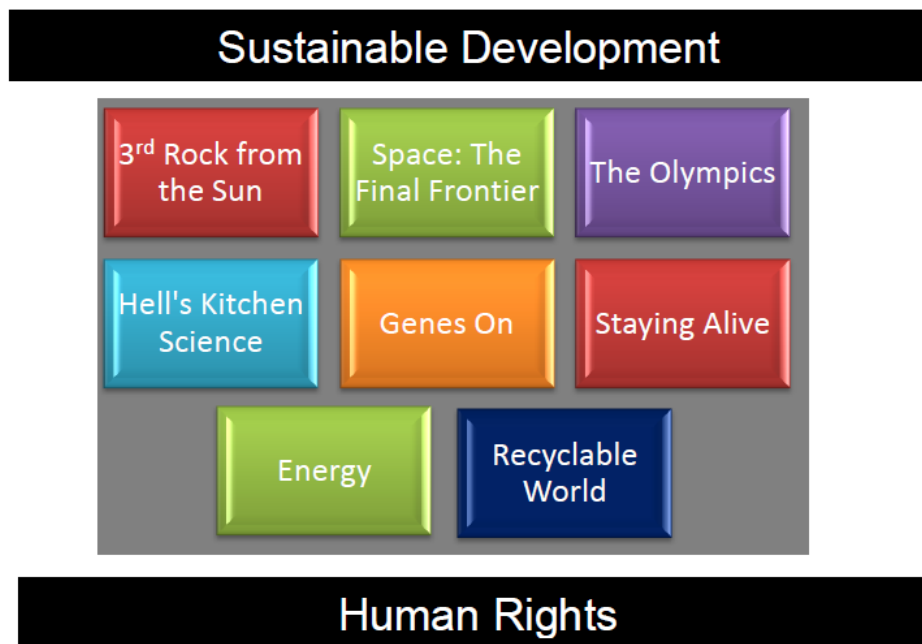 Sustainable Development
3rd Rock from
the Sun
Space: The
Final Frontier
The Olympics
Hell's Kitchen
Science
Genes On
Staying Alive
Energy
Recyclable
World
Human Rights